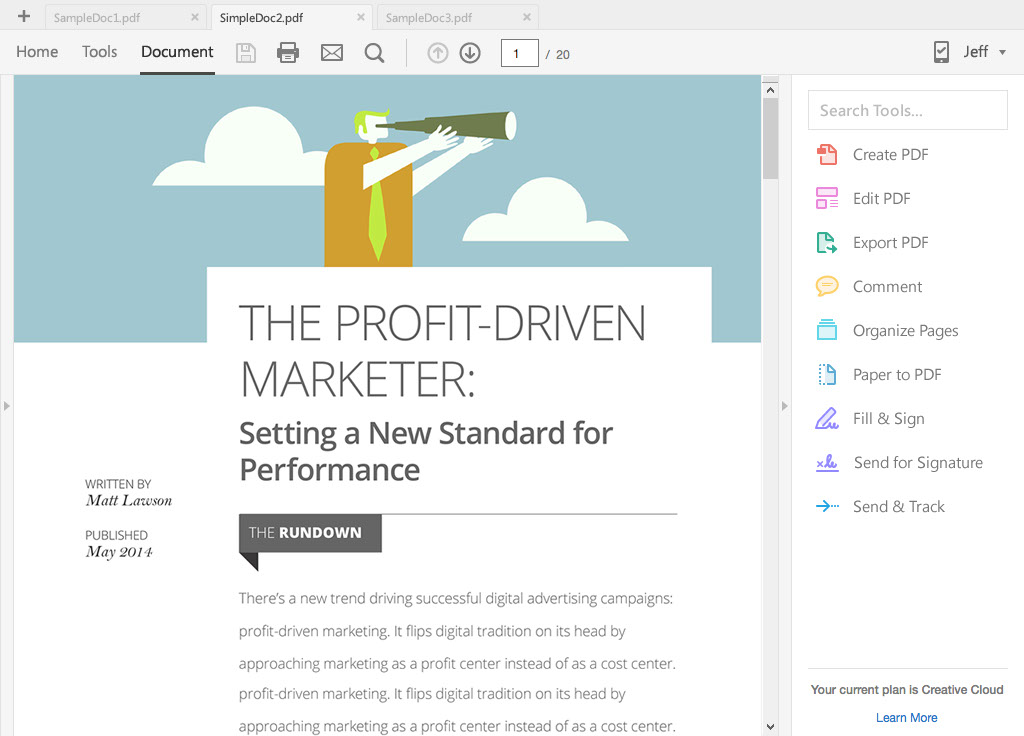 SampleDoc1.pdf
SimpleDoc2.pdf
SampleDoc3.pdf
Home Tools Document 1 / 20 Jeff
Search Tools...
Create PDF
Edit PDF
Export PDF
Comment
Organize Pages
Paper to PDF
Fill & Sign
Send for Signature
Send & Track
Your current plan is Creative Cloud
Learn More
THE PROFIT-DRIVEN
MARKETER:
Setting a New Standard for
Performance
WRITTEN BY
Matt Lawson
PUBLISHED
May 2014
THE RUNDOWN
There's a new trend driving successful digital advertising campaigns:
profit-driven marketing. It flips digital tradition on its head by
approaching marketing as a profit center instead of as a cost center.
profit-driven marketing. It flips digital tradition on its head by
approaching marketing as a profit center instead of as a cost center.